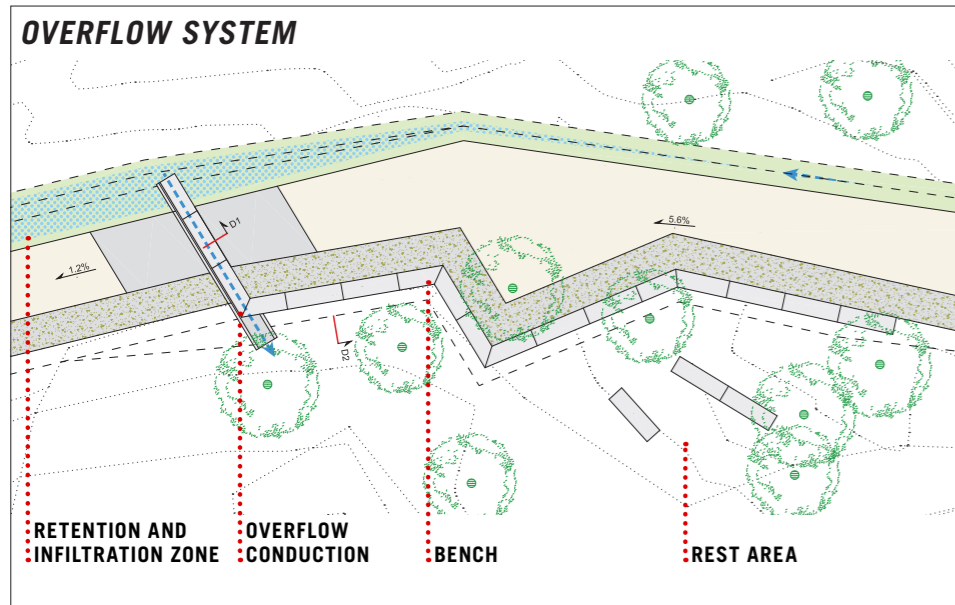 OVERFLOW SYSTEM
5.6%
D1
1.2%
D2
RETENTION AND
INFILTRATION ZONE
OVERFLOW
CONDUCTION
BENCH
REST AREA